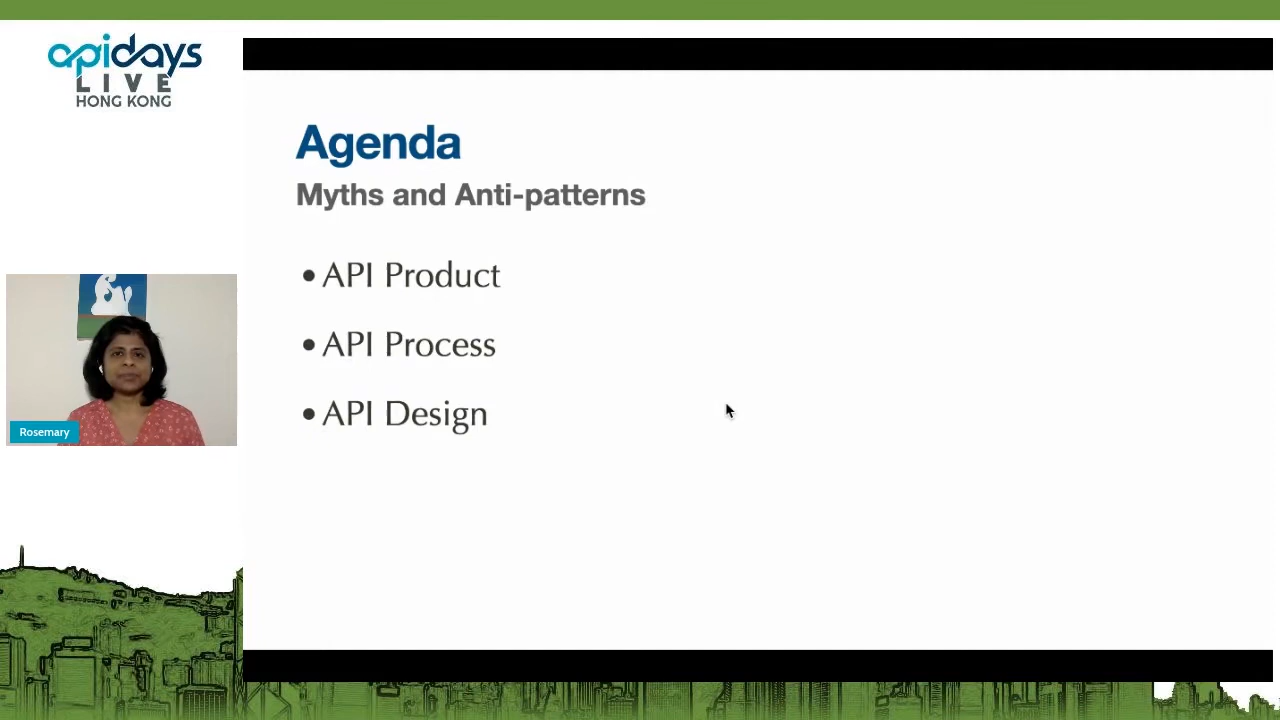 apidays
LIVE
HONG KONG
Agenda
Myths and Anti-patterns
• API Product
• API Process
• API Design
Rosemary